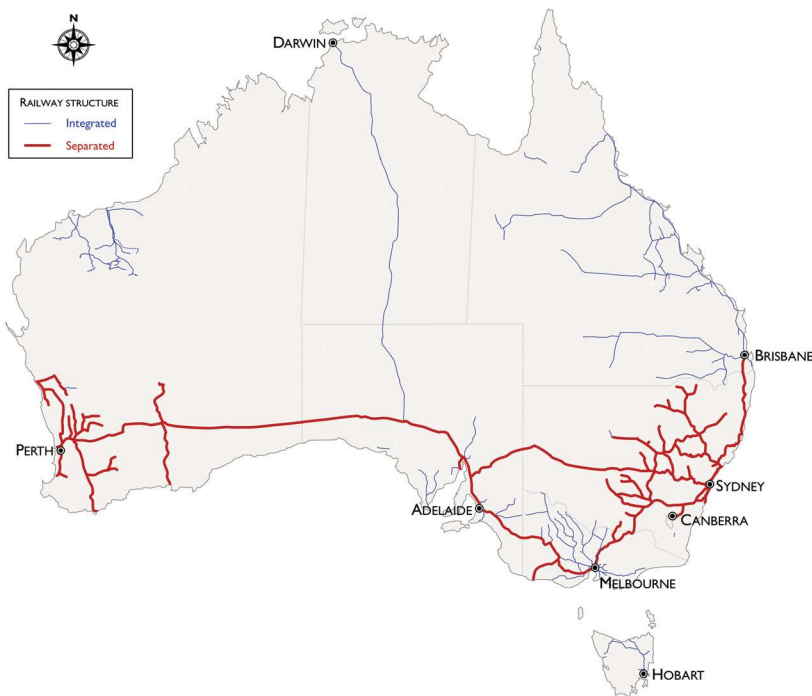 N
DARWIN
RAILWAY STRUCTURE
Integrated
Separated
BRISBANE
PERTH
SYDNEY
ADELAIDE
CANBERRA
MELBOURNE
HOBART